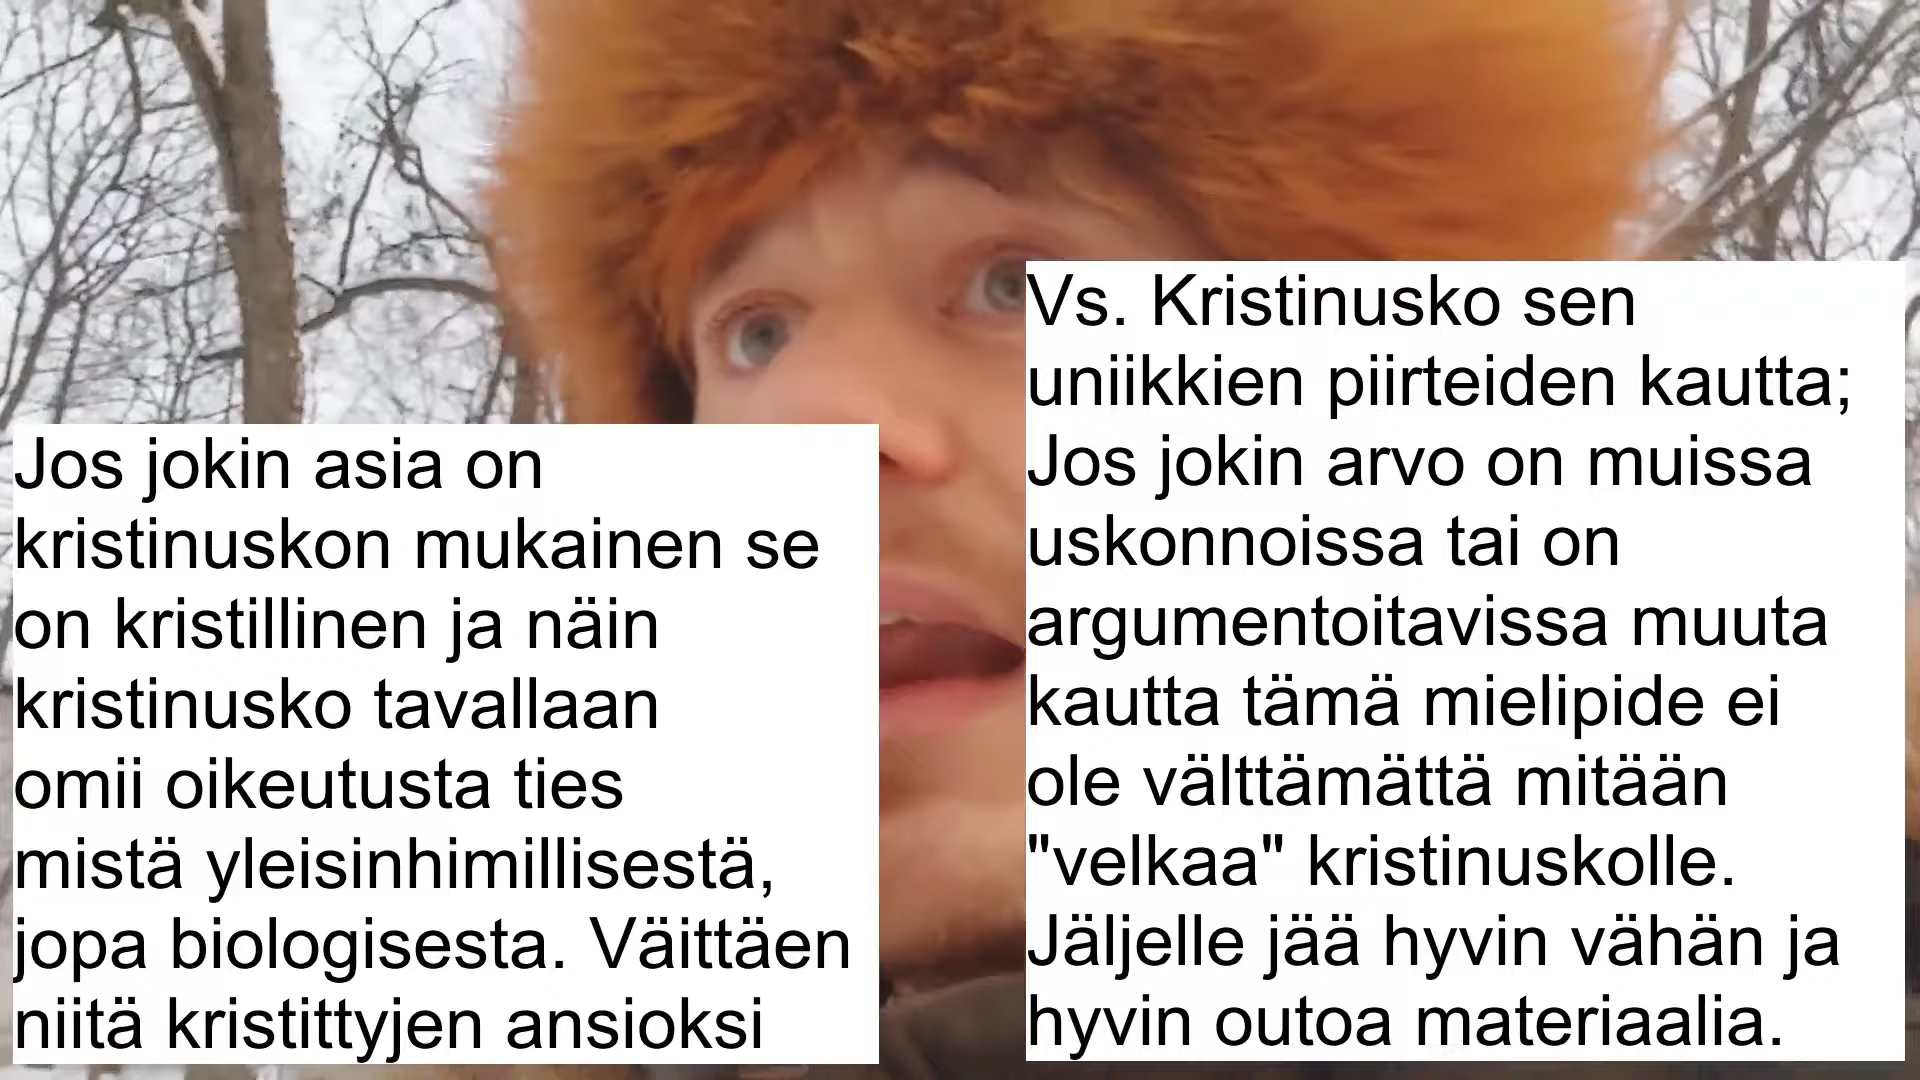 Jos jokin asia on
kristinuskon mukainen se
on kristillinen ja näin
kristinusko tavallaan
omii oikeutusta ties
mistä yleisinhimillisestä,
jopa biologisesta. Väittäen
niitä kristittyjen ansioksi
Vs. Kristinusko sen
uniikkien piirteiden kautta;
Jos jokin arvo on muissa
uskonnoissa tai on
argumentoitavissa muuta
kautta tämä mielipide ei
ole välttämättä mitään
"velkaa" kristinuskolle.
Jäljelle jää hyvin vähän ja
hyvin outoa materiaalia.